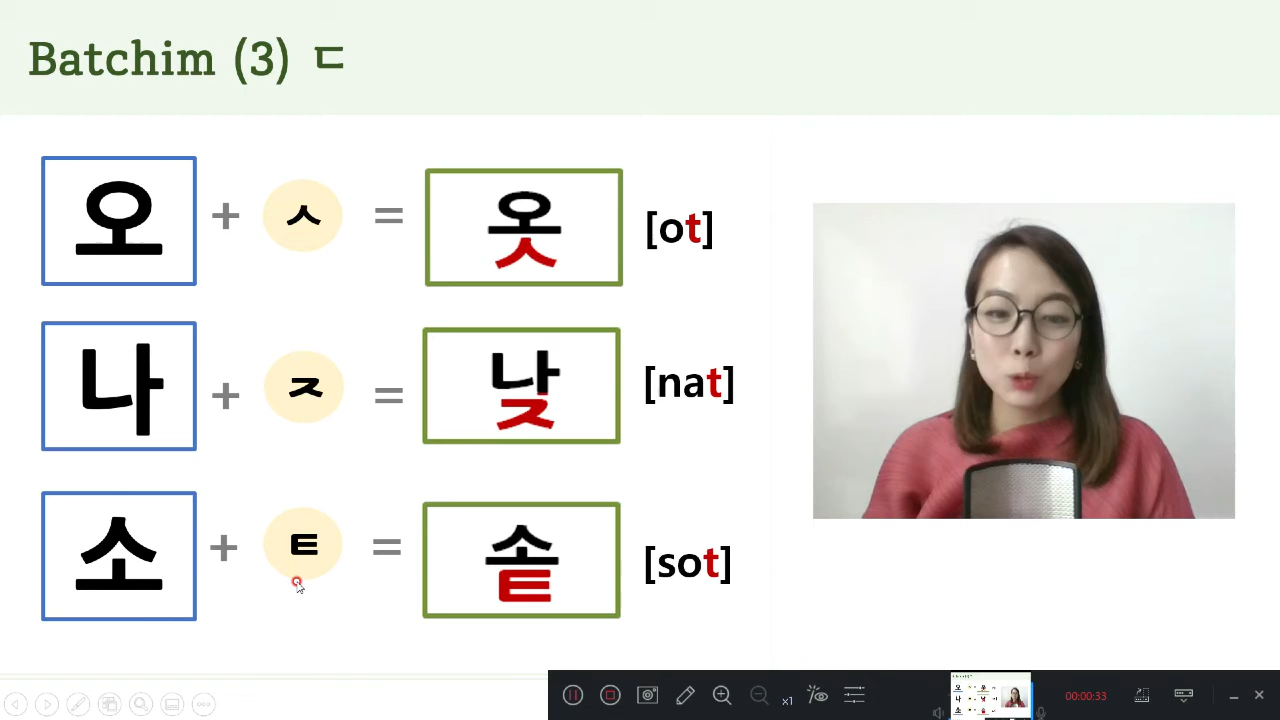 Batchim (3) ㄷ
오 + ㅅ = 옷 [ot]
나 + ㅈ = 낮 [nat]
소 + ㅌ = 솥 [sot]
x1
00:00:33